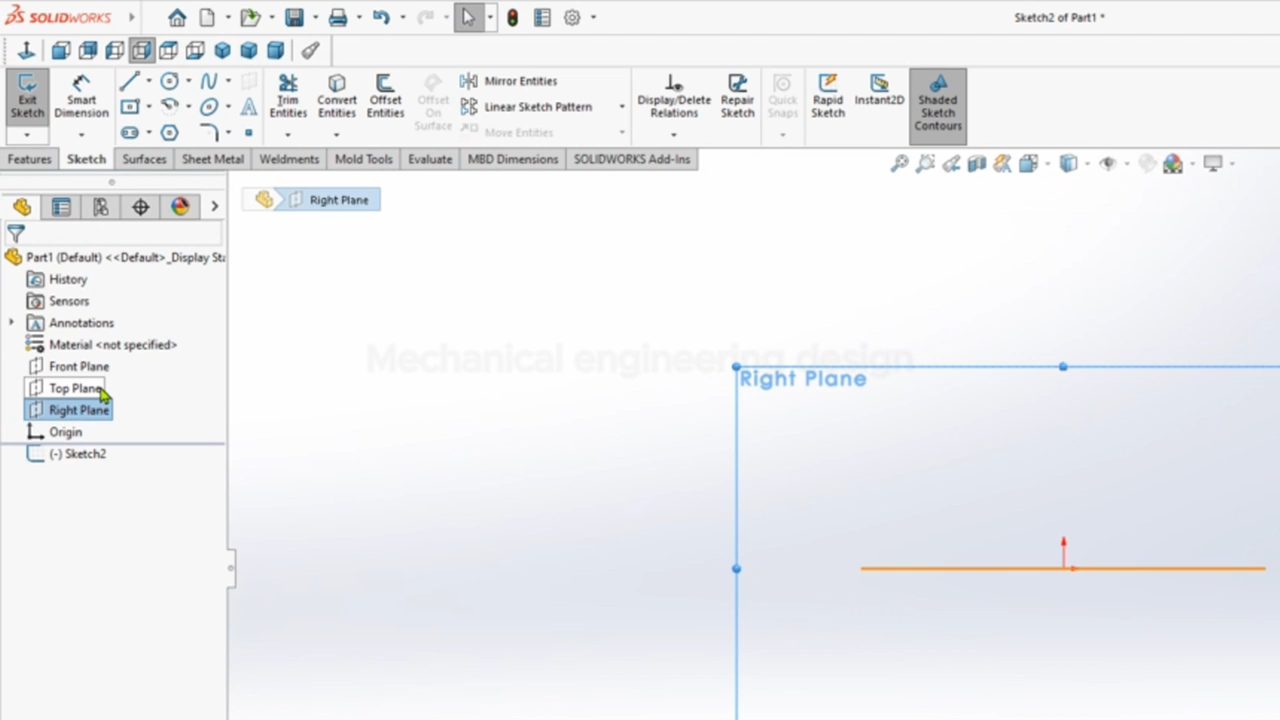 SOLIDWORKS
Sketch2 of Part1 *
Exit Sketch
Smart Dimension
Trim Entities
Convert Entities
Offset Entities
Offset On Surface
Mirror Entities
Linear Sketch Pattern
Move Entities
Display/Delete Relations
Repair Sketch
Quick Snaps
Rapid Sketch
Instant2D
Shaded Sketch Contours
Features
Sketch
Surfaces
Sheet Metal
Weldments
Mold Tools
Evaluate
MBD Dimensions
SOLIDWORKS Add-Ins
Right Plane
Part1 (Default) <<Default>_Display Sta
History
Sensors
Annotations
Material <not specified>
Front Plane
Top Plane
Right Plane
Origin
(-) Sketch2
Mechanical engineering design
Right Plane